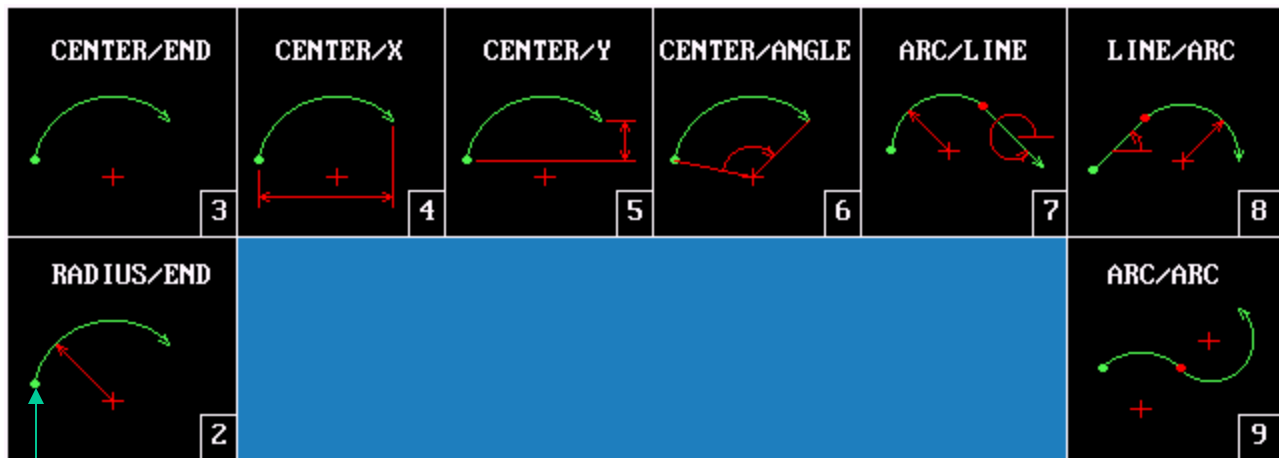 CENTER/END
3
CENTER/X
4
CENTER/Y
5
CENTER/ANGLE
6
ARC/LINE
7
LINE/ARC
8
RADIUS/END
2
ARC/ARC
9